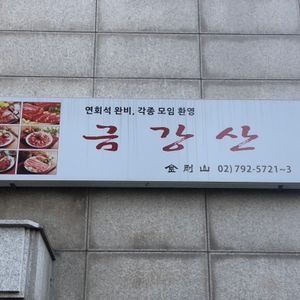 연회석 완비, 각종 모임 환영
금강산
金剛山 02) 792-5721~3